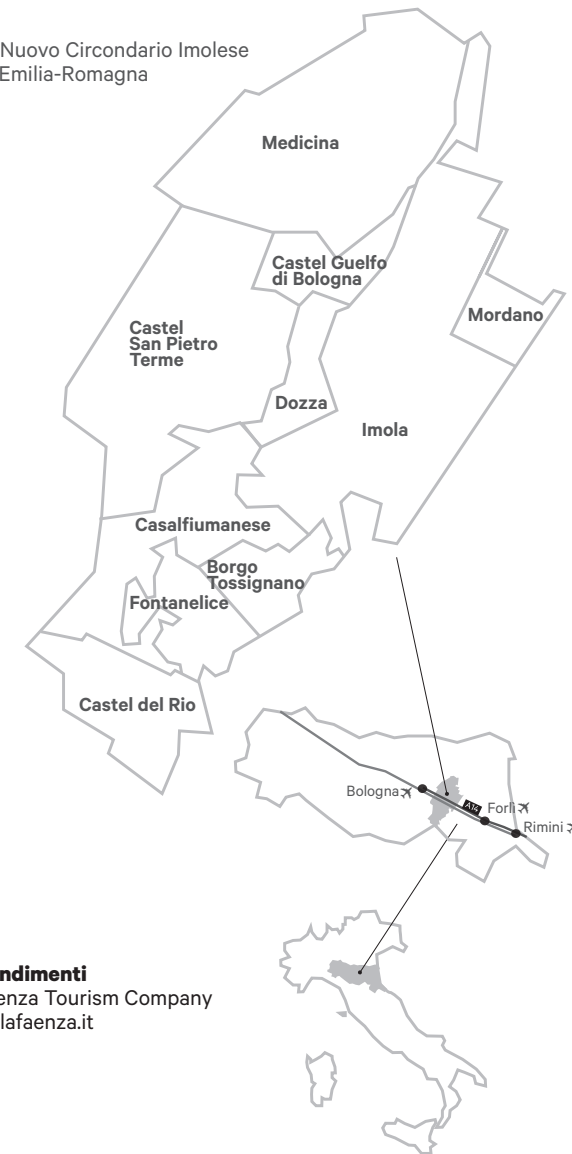 Nuovo Circondario Imolese
Emilia-Romagna
Medicina
Castel Guelfo
di Bologna
Mordano
Castel
San Pietro
Terme
Dozza
Imola
Casalfiumanese
Borgo
Tossignano
Fontanelice
Castel del Rio
Bologna
A14
Forlì
Rimini
ndimenti
enza Tourism Company
lafaenza.it